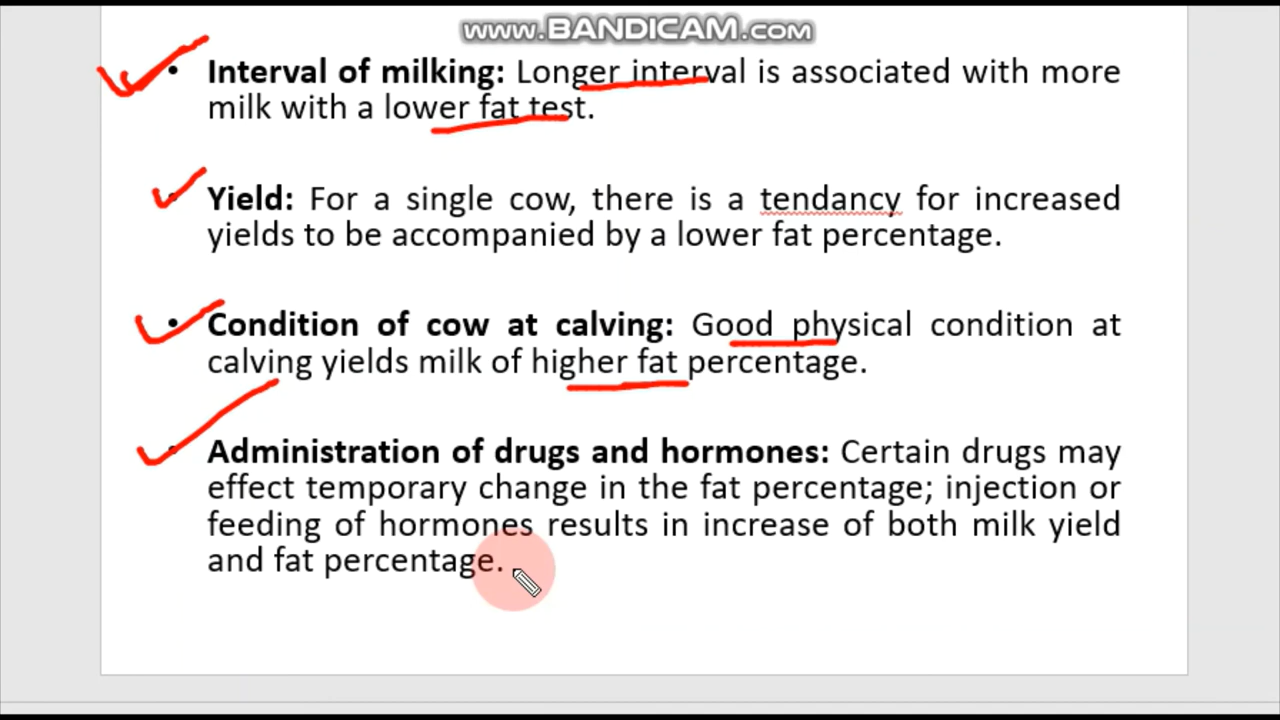 www.BANDICAM.com
• Interval of milking: Longer interval is associated with more
milk with a lower fat test.
• Yield: For a single cow, there is a tendancy for increased
yields to be accompanied by a lower fat percentage.
• Condition of cow at calving: Good physical condition at
calving yields milk of higher fat percentage.
• Administration of drugs and hormones: Certain drugs may
effect temporary change in the fat percentage; injection or
feeding of hormones results in increase of both milk yield
and fat percentage.